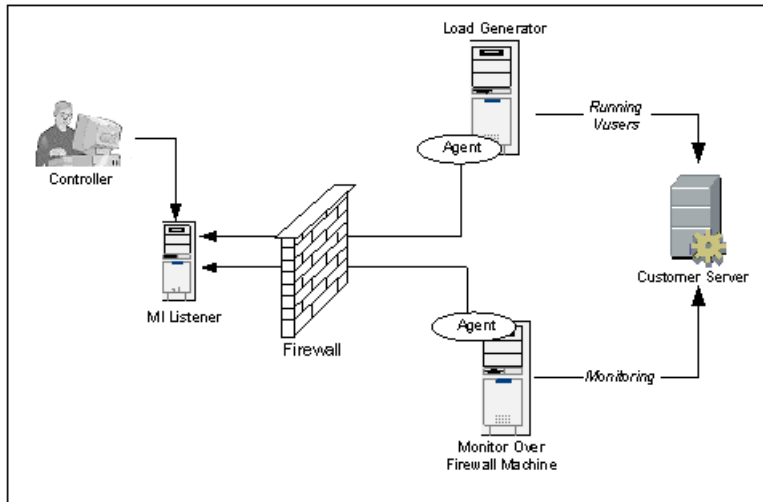 Load Generator
Running
Vusers
Agent
Controller
Customer Server
MI Listener
Agent
Firewall
Monitoring
Monitor Over
Firewall Machine